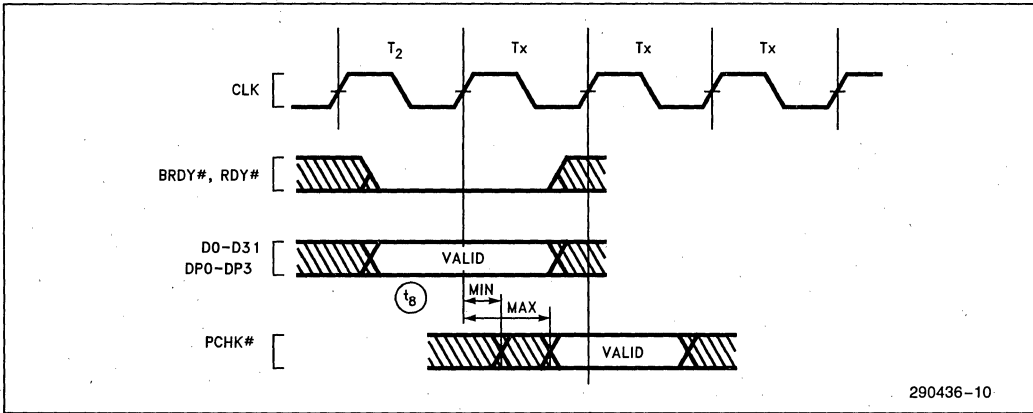 T2 Tx Tx Tx
CLK
BRDY#, RDY#
D0-D31
DP0-DP3
VALID
t8
MIN
MAX
PCHK#
VALID
290436-10